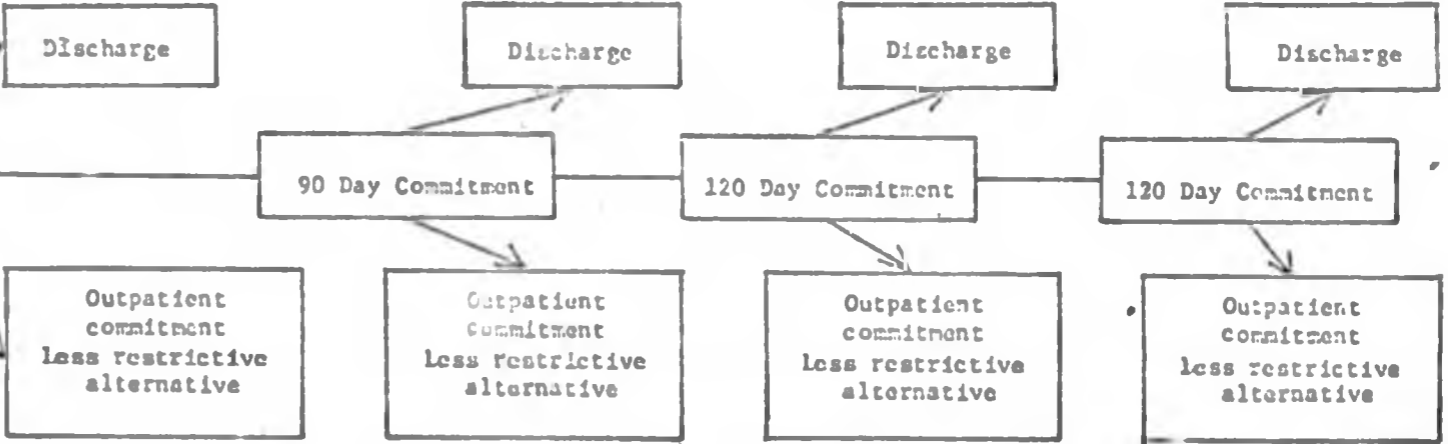 Discharge
Discharge
Discharge
Discharge
90 Day Commitment
120 Day Commitment
120 Day Commitment
Outpatient
commitment
Less restrictive
alternative
Outpatient
commitment
Less restrictive
alternative
Outpatient
commitment
Less restrictive
alternative
Outpatient
commitment
Less restrictive
alternative